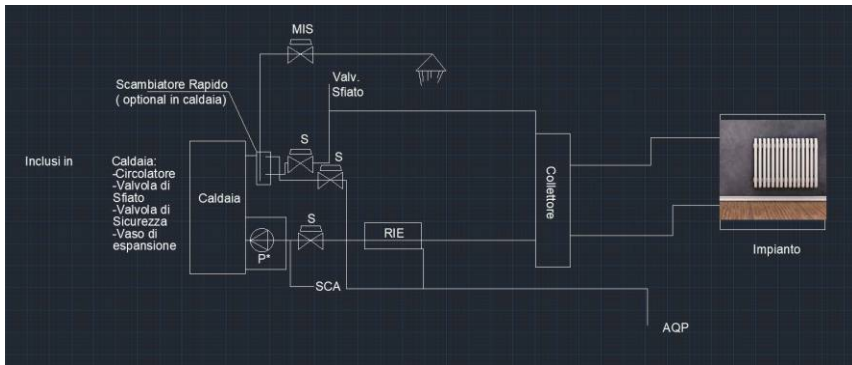 MIS
Scambiatore Rapido
( optional in caldaia)
Valv.
Sfiato
S
S
Inclusi in
Caldaia:
-Circolatore
-Valvola di
Sfiato
-Valvola di
Sicurezza
-Vaso di
espansione
Caldaia
Collettore
S
RIE
P*
SCA
Impianto
AQP